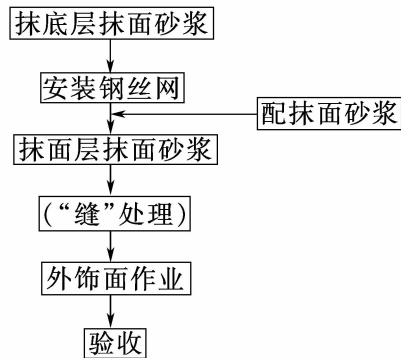 抹底层抹面砂浆
安装钢丝网
配抹面砂浆
抹面层抹面砂浆
(“缝”处理)
外饰面作业
验收